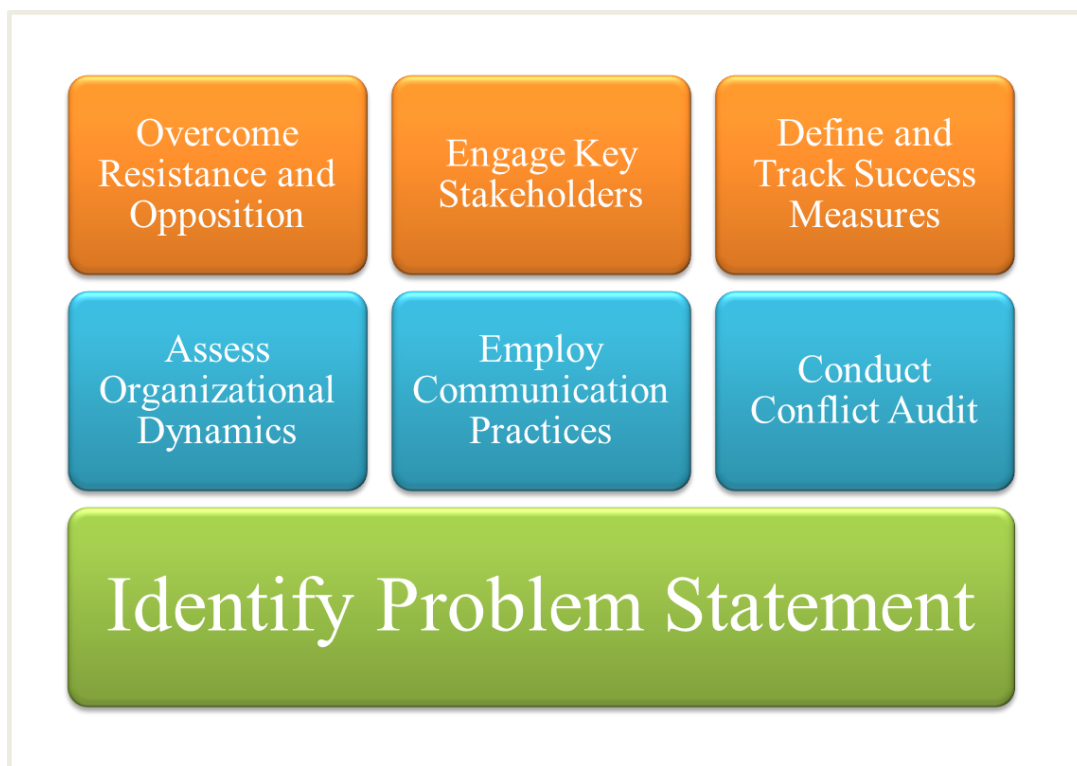 Overcome
Resistance and
Opposition
Engage Key
Stakeholders
Define and
Track Success
Measures
Assess
Organizational
Dynamics
Employ
Communication
Practices
Conduct
Conflict Audit
Identify Problem Statement